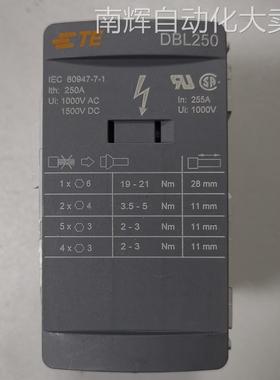 南辉自动化大卖
TE
DBL250
IEC 60947-7-1
Ith: 250A
Ui: 1000V AC
1500V DC
In: 255A
Ui: 1000V
1 x 6 19 - 21 Nm 28 mm
2 x 4 3.5 - 5 Nm 11 mm
5 x 3 2 - 3 Nm 11 mm
4 x 3 2 - 3 Nm 11 mm